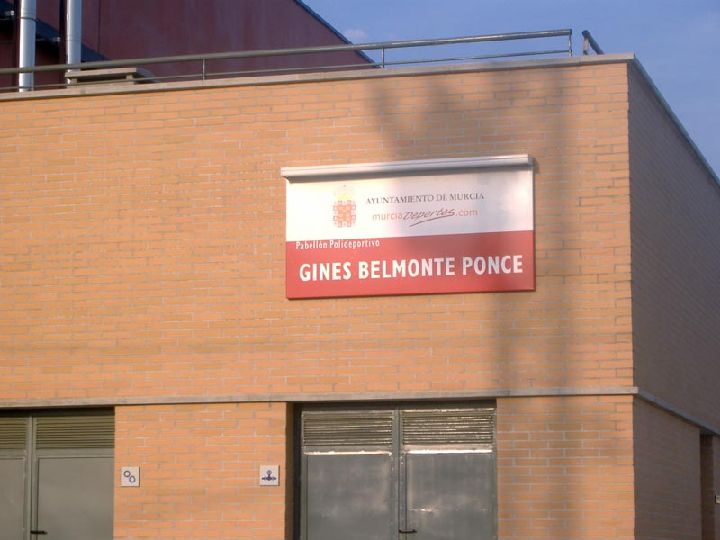 AYUNTAMIENTO DE MURCIA
murciaDeportes.com
Pabellón Polideportivo
GINES BELMONTE PONCE